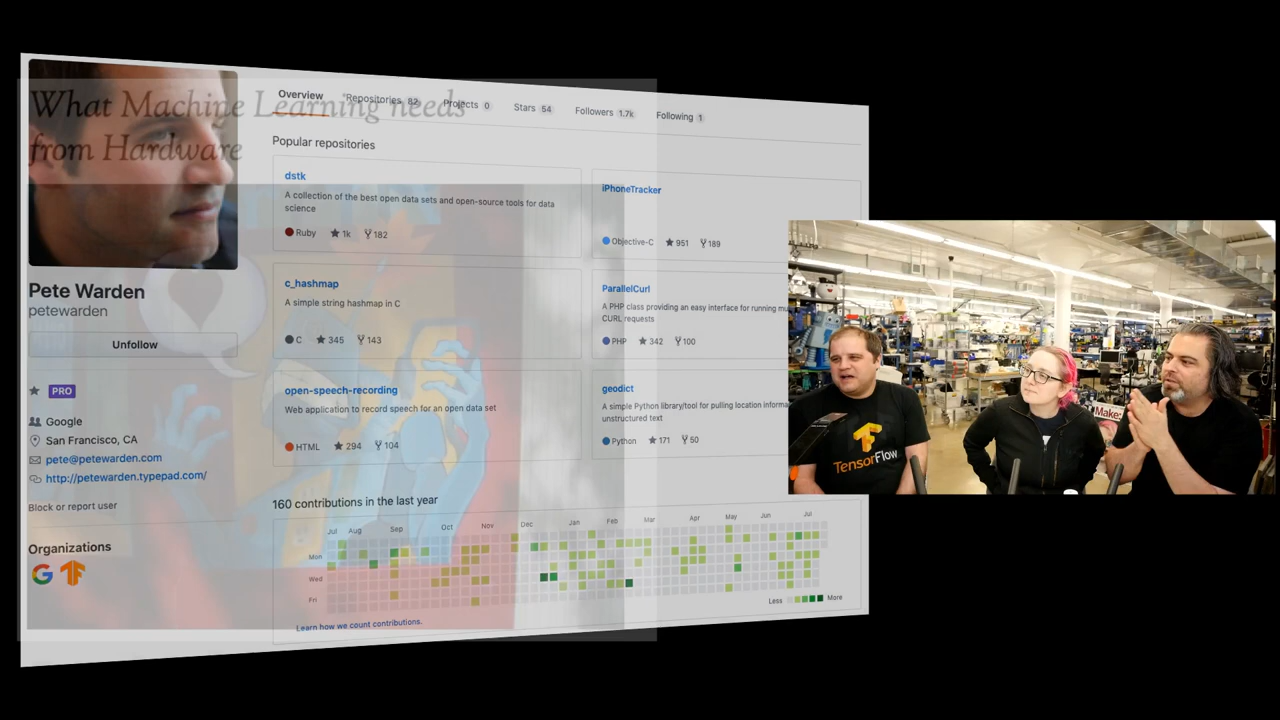 What Machine Learning needs
from Hardware
Overview Repositories 82 Projects 0 Stars 54 Followers 1.7k Following 1
Popular repositories
dstk
A collection of the best open data sets and open-source tools for data
science
Ruby 1k 182
iPhoneTracker
Objective-C 951 189
c_hashmap
A simple string hashmap in C
C 345 143
ParallelCurl
A PHP class providing an easy interface for running mu
CURL requests
PHP 342 100
open-speech-recording
Web application to record speech for an open data set
HTML 294 104
geodict
A simple Python library/tool for pulling location informa
unstructured text
Python 171 50
Pete Warden
petewarden
Unfollow
PRO
Google
San Francisco, CA
pete@petewarden.com
http://petewarden.typepad.com/
Block or report user
Organizations
160 contributions in the last year
Jul Aug Sep Oct Nov Dec Jan Feb Mar Apr May Jun Jul
Mon
Wed
Fri
Less More
Learn how we count contributions.
TensorFlow
Make: